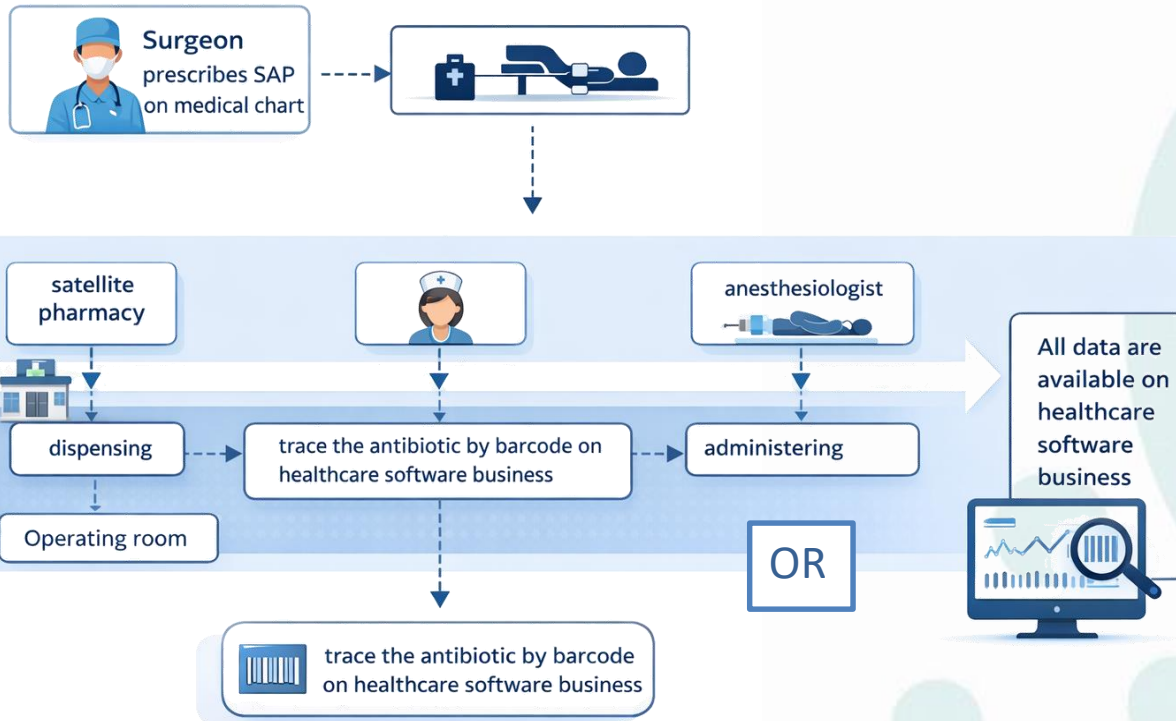 Surgeon
prescribes SAP
on medical chart
satellite
pharmacy
anesthesiologist
All data are
available on
healthcare
software
business
dispensing
trace the antibiotic by barcode on
healthcare software business
administering
Operating room
OR
trace the antibiotic by barcode
on healthcare software business